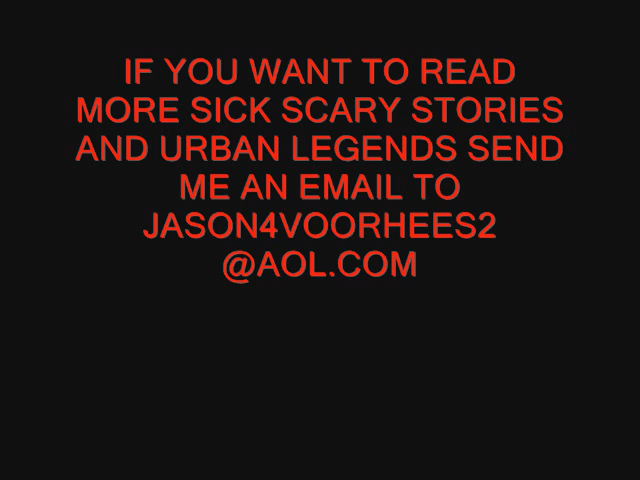 IF YOU WANT TO READ
MORE SICK SCARY STORIES
AND URBAN LEGENDS SEND
ME AN EMAIL TO
JASON4VOORHEES2
@AOL.COM